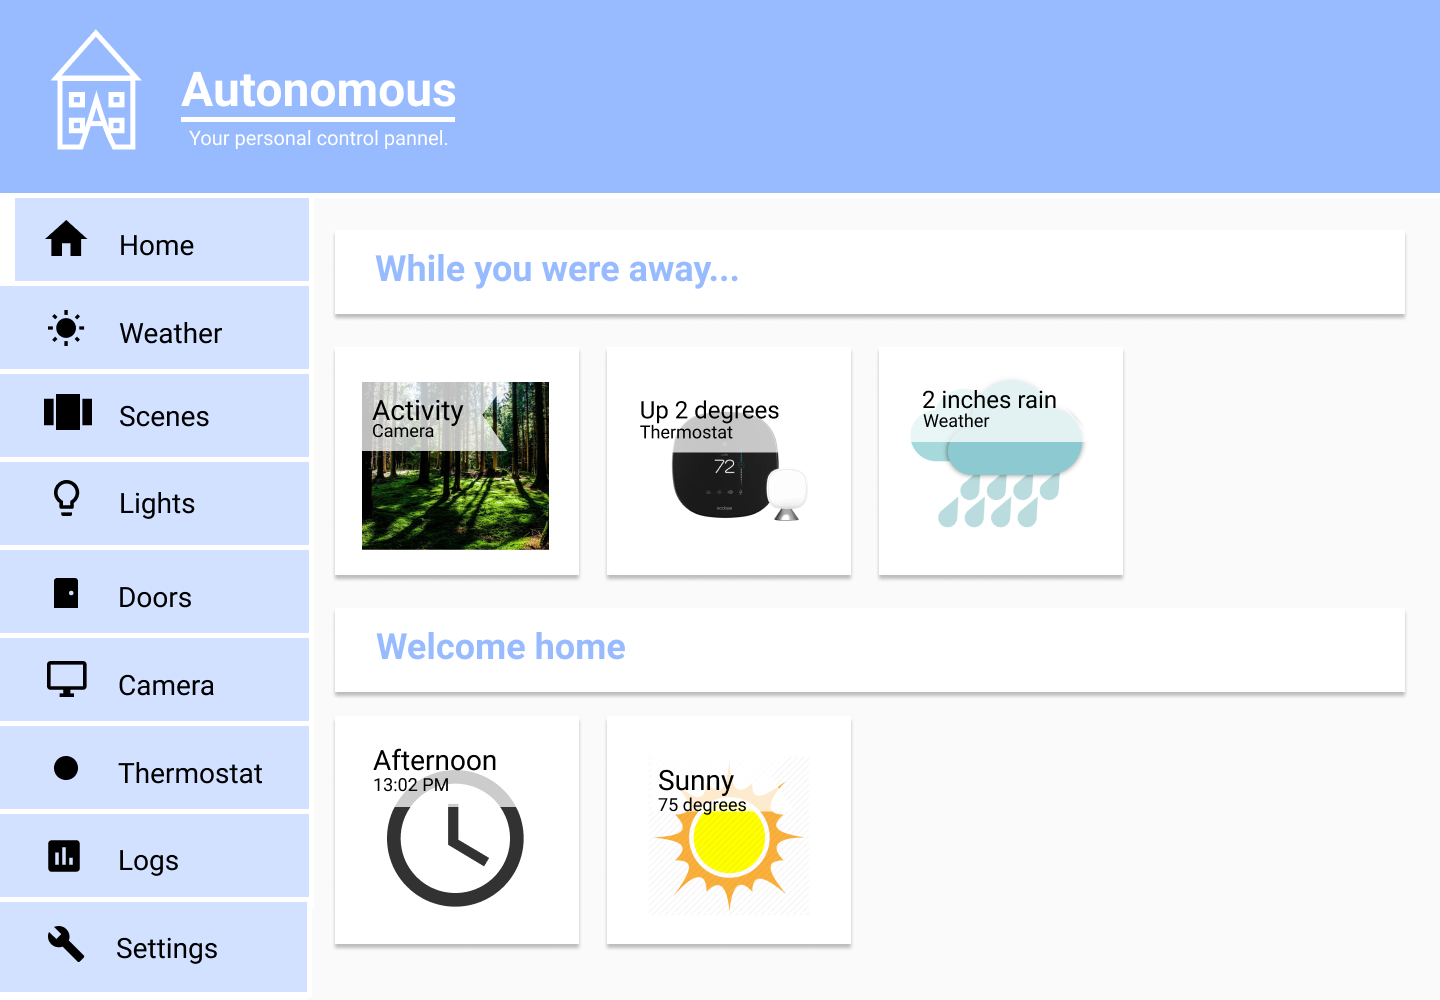 Autonomous
Your personal control pannel.
Home
Weather
Scenes
Lights
Doors
Camera
Thermostat
Logs
Settings
While you were away...
Activity
Camera
Up 2 degrees
Thermostat
72
2 inches rain
Weather
Welcome home
Afternoon
13:02 PM
Sunny
75 degrees